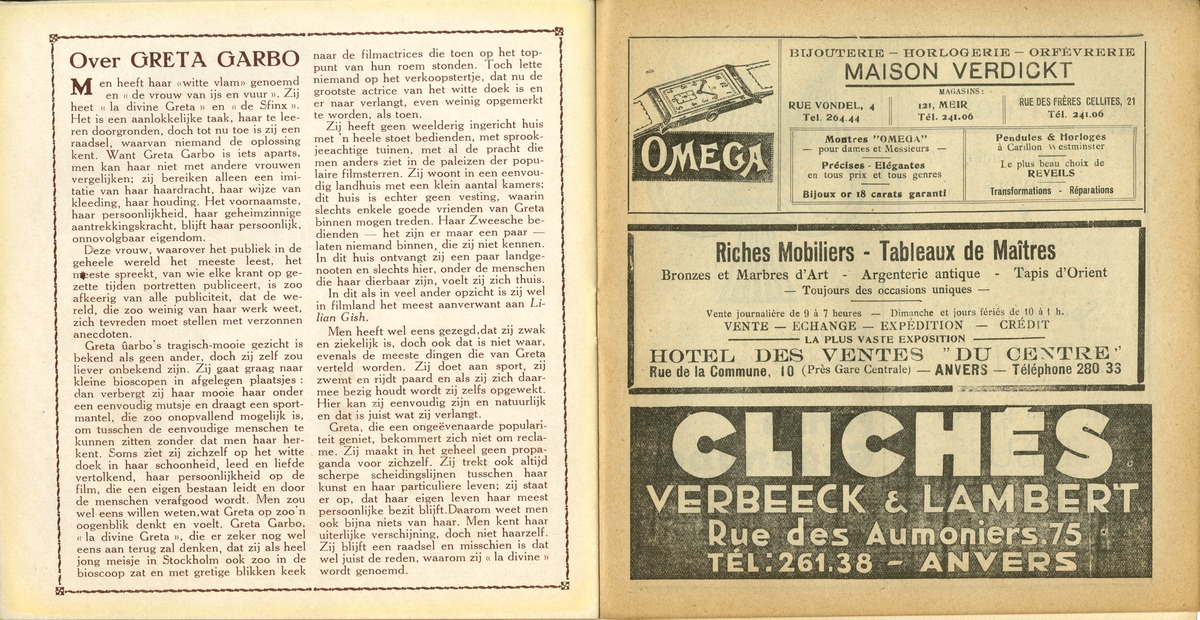 Over GRETA GARBO
Men heeft haar «witte vlam» genoemd
en « de vrouw van ijs en vuur ». Zij
heet « la divine Greta » en « de Sfinx ».
Het is een aanlokkelijke taak, haar te lee-
ren doorgronden, doch tot nu toe is zij een
raadsel, waarvan niemand de oplossing
kent. Want Greta Garbo is iets aparts,
men kan haar niet met andere vrouwen
vergelijken; zij bereiken alleen een imi-
tatie van haar haardracht, haar wijze van
kleeding, haar houding. Het voornaamste,
haar persoonlijkheid, haar geheimzinnige
aantrekkingskracht, blijft haar persoonlijk,
onnovolgbaar eigendom.
Deze vrouw, waarover het publiek in de
geheele wereld het meeste leest, het
meeste spreekt, van wie elke krant op ge-
zette tijden portretten publiceert, is zoo
afkeerig van alle publiciteit, dat de we-
reld, die zoo weinig van haar werk weet,
zich tevreden moet stellen met verzonnen
anecdoten.
Greta Garbo's tragisch-mooie gezicht is
bekend als geen ander, doch zij zelf zou
liever onbekend zijn. Zij gaat graag naar
kleine bioscopen in afgelegen plaatsjes :
dan verbergt zij haar mooie haar onder
een eenvoudig mutsje en draagt een sport-
mantel, die zoo onopvallend mogelijk is,
om tusschen de eenvoudige menschen te
kunnen zitten zonder dat men haar her-
kent. Soms ziet zij zichzelf op het witte
doek in haar schoonheid, leed en liefde
vertolkend, haar persoonlijkheid op de
film, die een eigen bestaan leidt en door
de menschen verafgood wordt. Men zou
wel eens willen weten,wat Greta op zoo'n
oogenblik denkt en voelt. Greta Garbo,
« la divine Greta », die er zeker nog wel
eens aan terug zal denken, dat zij als heel
jong meisje in Stockholm ook zoo in de
bioscoop zat en met gretige blikken keek
naar de filmactrices die toen op het top-
punt van hun roem stonden. Toch lette
niemand op het verkoopstertje, dat nu de
grootste actrice van het witte doek is en
er naar verlangt, even weinig opgemerkt
te worden, als toen.
Zij heeft geen weelderig ingericht huis
met 'n heele stoet bedienden, met sprook-
jeeachtige tuinen, met al de pracht die
men anders ziet in de paleizen der popu-
laire filmsterren. Zij woont in een eenvou-
dig landhuis met een klein aantal kamers;
dit huis is echter geen vesting, waarin
slechts enkele goede vrienden van Greta
binnen mogen treden. Haar Zweesche be-
dienden — het zijn er maar een paar —
laten niemand binnen, die zij niet kennen.
In dit huis ontvangt zij een paar landge-
nooten en slechts hier, onder de menschen
die haar dierbaar zijn, voelt zij zich thuis.
In dit als in veel ander opzicht is zij wel
in filmland het meest aanverwant aan Li-
lian Gish.
Men heeft wel eens gezegd,dat zij zwak
en ziekelijk is, doch ook dat is niet waar,
evenals de meeste dingen die van Greta
verteld worden. Zij doet aan sport, zij
zwemt en rijdt paard en als zij zich daar-
mee bezig houdt wordt zij zelfs opgewekt.
Hier kan zij eenvoudig zijn en natuurlijk
en dat is juist wat zij verlangt.
Greta, die een ongeëvenaarde populari-
teit geniet, bekommert zich niet om recla-
me. Zij maakt in het geheel geen propa-
ganda voor zichzelf. Zij trekt ook altijd
scherpe scheidingslijnen tusschen haar
kunst en haar particuliere leven; zij staat
er op, dat haar eigen leven haar meest
persoonlijke bezit blijft.Daarom weet men
ook bijna niets van haar. Men kent haar
uiterlijke verschijning, doch niet haarzelf.
Zij blijft een raadsel en misschien is dat
wel juist de reden, waarom zij « la divine »
wordt genoemd.
OMEGA
BIJOUTERIE — HORLOGERIE — ORFÈVRERIE
MAISON VERDICKT
MAGASINS:
RUE VONDEL, 4
Tel. 264.44
121, MEIR
Tél. 241.06
RUE DES FRÈRES CELLITES, 21
Tél. 241.06
Montres "OMEGA"
— pour dames et Messieurs —
Précises - Elégantes
en tous prix et tous genres
Bijoux or 18 carats garanti
Pendules & Horloges
à Carillon Westminster
Le plus beau choix de
REVEILS
Transformations - Réparations
Riches Mobiliers - Tableaux de Maîtres
Bronzes et Marbres d'Art - Argenterie antique - Tapis d'Orient
— Toujours des occasions uniques —
Vente journalière de 9 à 7 heures — Dimanche et jours fériés de 10 à 1 h.
VENTE — ECHANGE — EXPÉDITION — CRÉDIT
LA PLUS VASTE EXPOSITION
HOTEL DES VENTES "DU CENTRE"
Rue de la Commune, 10 (Près Gare Centrale) — ANVERS — Téléphone 280 33
CLICHÉS
VERBEECK & LAMBERT
Rue des Aumoniers.75
TÉL: 261.38 — ANVERS